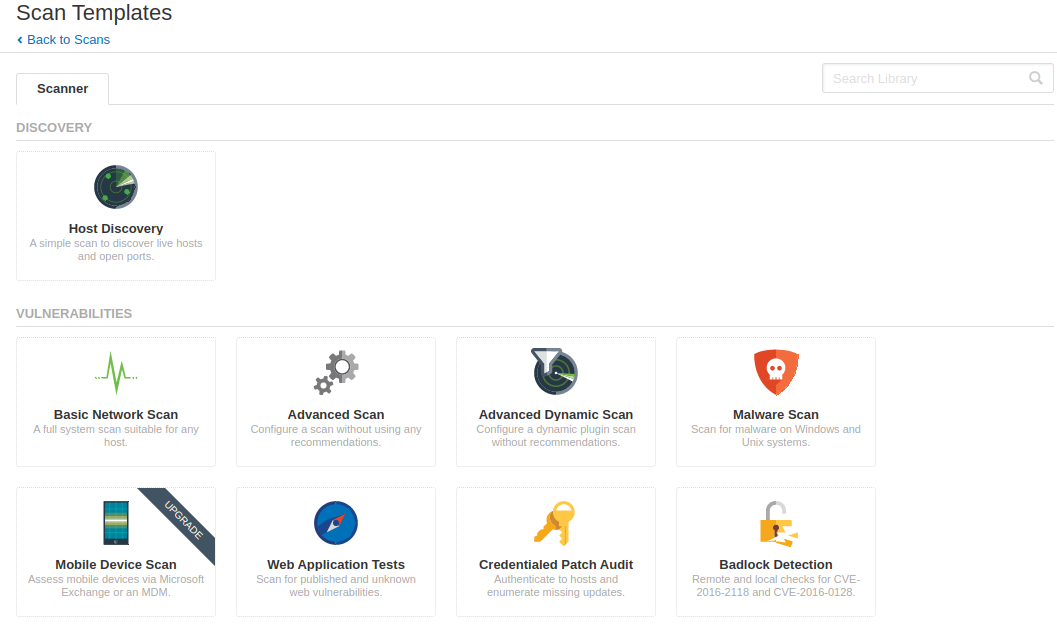 Scan Templates
Back to Scans
Scanner
Search Library
DISCOVERY
Host Discovery
A simple scan to discover live hosts
and open ports.
VULNERABILITIES
Basic Network Scan
A full system scan suitable for any
host.
Advanced Scan
Configure a scan without using any
recommendations.
Advanced Dynamic Scan
Configure a dynamic plugin scan
without recommendations.
Malware Scan
Scan for malware on Windows and
Unix systems.
UPGRADE
Mobile Device Scan
Assess mobile devices via Microsoft
Exchange or an MDM.
Web Application Tests
Scan for published and unknown
web vulnerabilities.
Credentialed Patch Audit
Authenticate to hosts and
enumerate missing updates.
Badlock Detection
Remote and local checks for CVE-
2016-2118 and CVE-2016-0128.